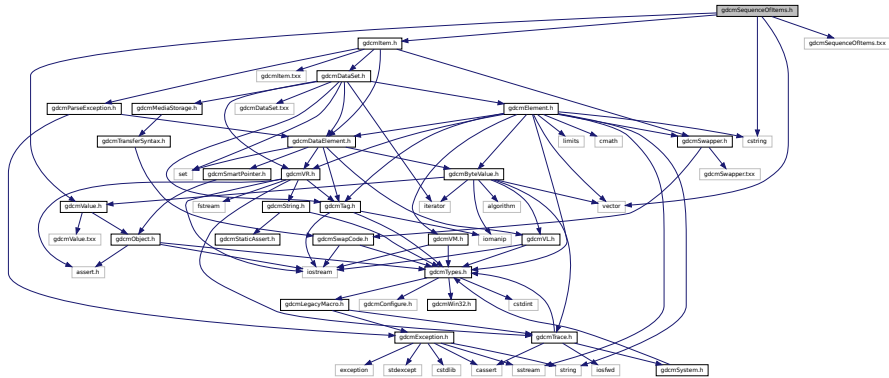 gdcmSequenceOfItems.h
gdcmItem.h
gdcmSequenceOfItems.txx
gdcmItem.txx
gdcmDataSet.h
gdcmParseException.h
gdcmMediaStorage.h
gdcmDataSet.txx
gdcmElement.h
gdcmTransferSyntax.h
gdcmDataElement.h
limits
cmath
gdcmSwapper.h
cstring
set
gdcmSmartPointer.h
gdcmVR.h
gdcmByteValue.h
gdcmSwapper.txx
gdcmValue.h
fstream
gdcmString.h
gdcmTag.h
iterator
algorithm
vector
gdcmValue.txx
gdcmObject.h
gdcmStaticAssert.h
gdcmSwapCode.h
gdcmVM.h
iomanip
gdcmVL.h
assert.h
iostream
gdcmTypes.h
gdcmLegacyMacro.h
gdcmConfigure.h
gdcmWin32.h
cstdint
gdcmException.h
gdcmTrace.h
exception
stdexcept
cstdlib
cassert
sstream
string
iosfwd
gdcmSystem.h